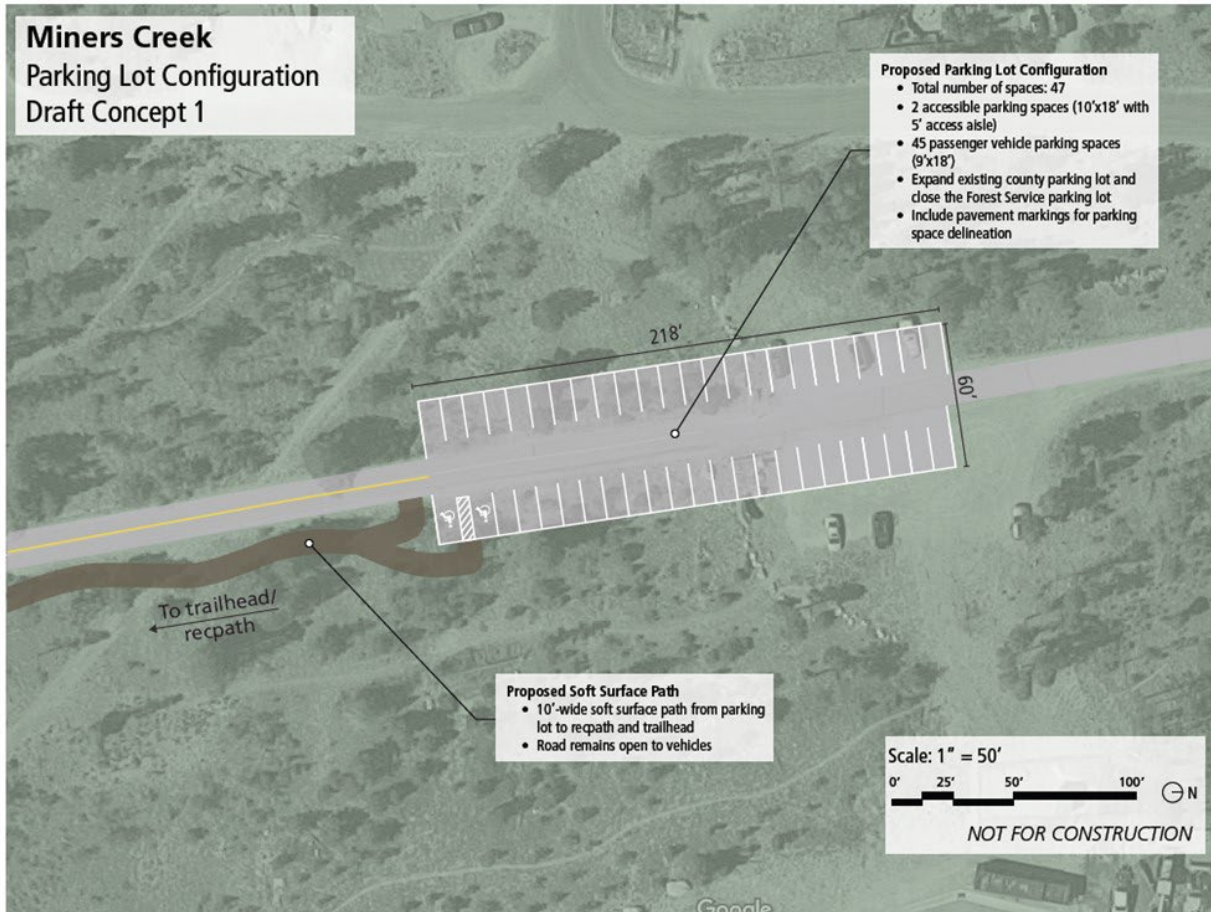 Miners Creek
Parking Lot Configuration
Draft Concept 1
Proposed Parking Lot Configuration
• Total number of spaces: 47
• 2 accessible parking spaces (10'x18' with
5' access aisle)
• 45 passenger vehicle parking spaces
(9'x18')
• Expand existing county parking lot and
close the Forest Service parking lot
• Include pavement markings for parking
space delineation
218'
60'
To trailhead/
recpath
Proposed Soft Surface Path
• 10'-wide soft surface path from parking
lot to recpath and trailhead
• Road remains open to vehicles
Scale: 1" = 50'
0' 25' 50' 100'
N
NOT FOR CONSTRUCTION
Google